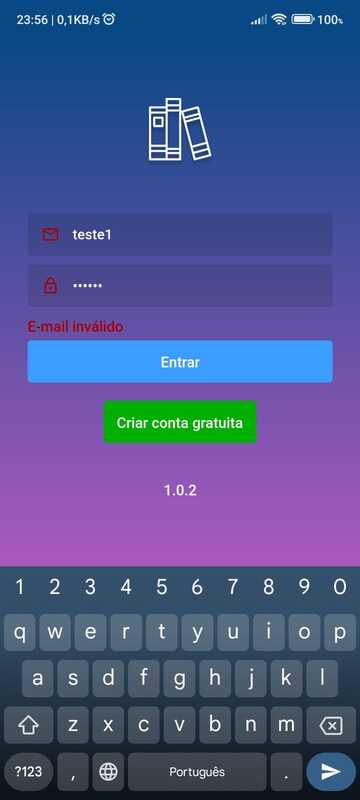 23:56 | 0,1KB/s
100%
teste1
••••••
E-mail inválido
Entrar
Criar conta gratuita
1.0.2
1 2 3 4 5 6 7 8 9 0
q w e r t y u i o p
a s d f g h j k l
z x c v b n m
?123 , Português .